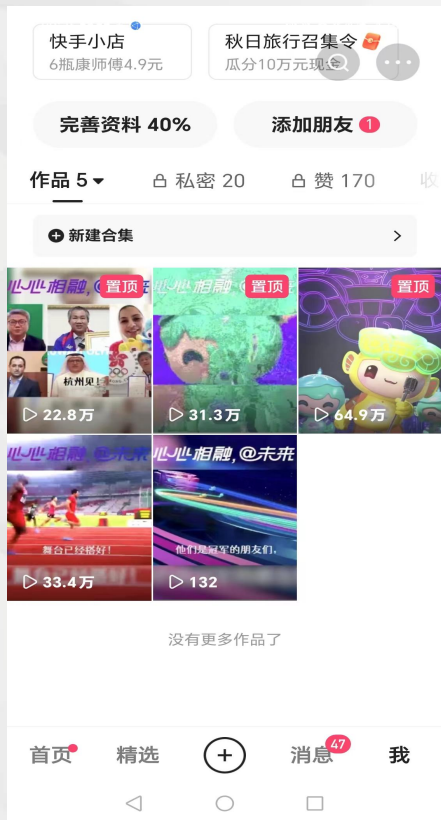 快手小店
6瓶康师傅4.9元
秋日旅行召集令
瓜分10万元现金
完善资料 40%
添加朋友 1
作品 5
私密 20
赞 170
收
新建合集
心心相融,@
置顶
杭州见!
22.8万
心心相融,@
置顶
31.3万
置顶
64.9万
心心相融,@未来
舞台已经搭好!
33.4万
心心相融,@未来
他们是冠军的朋友们,
132
没有更多作品了
首页
精选
消息 47
我